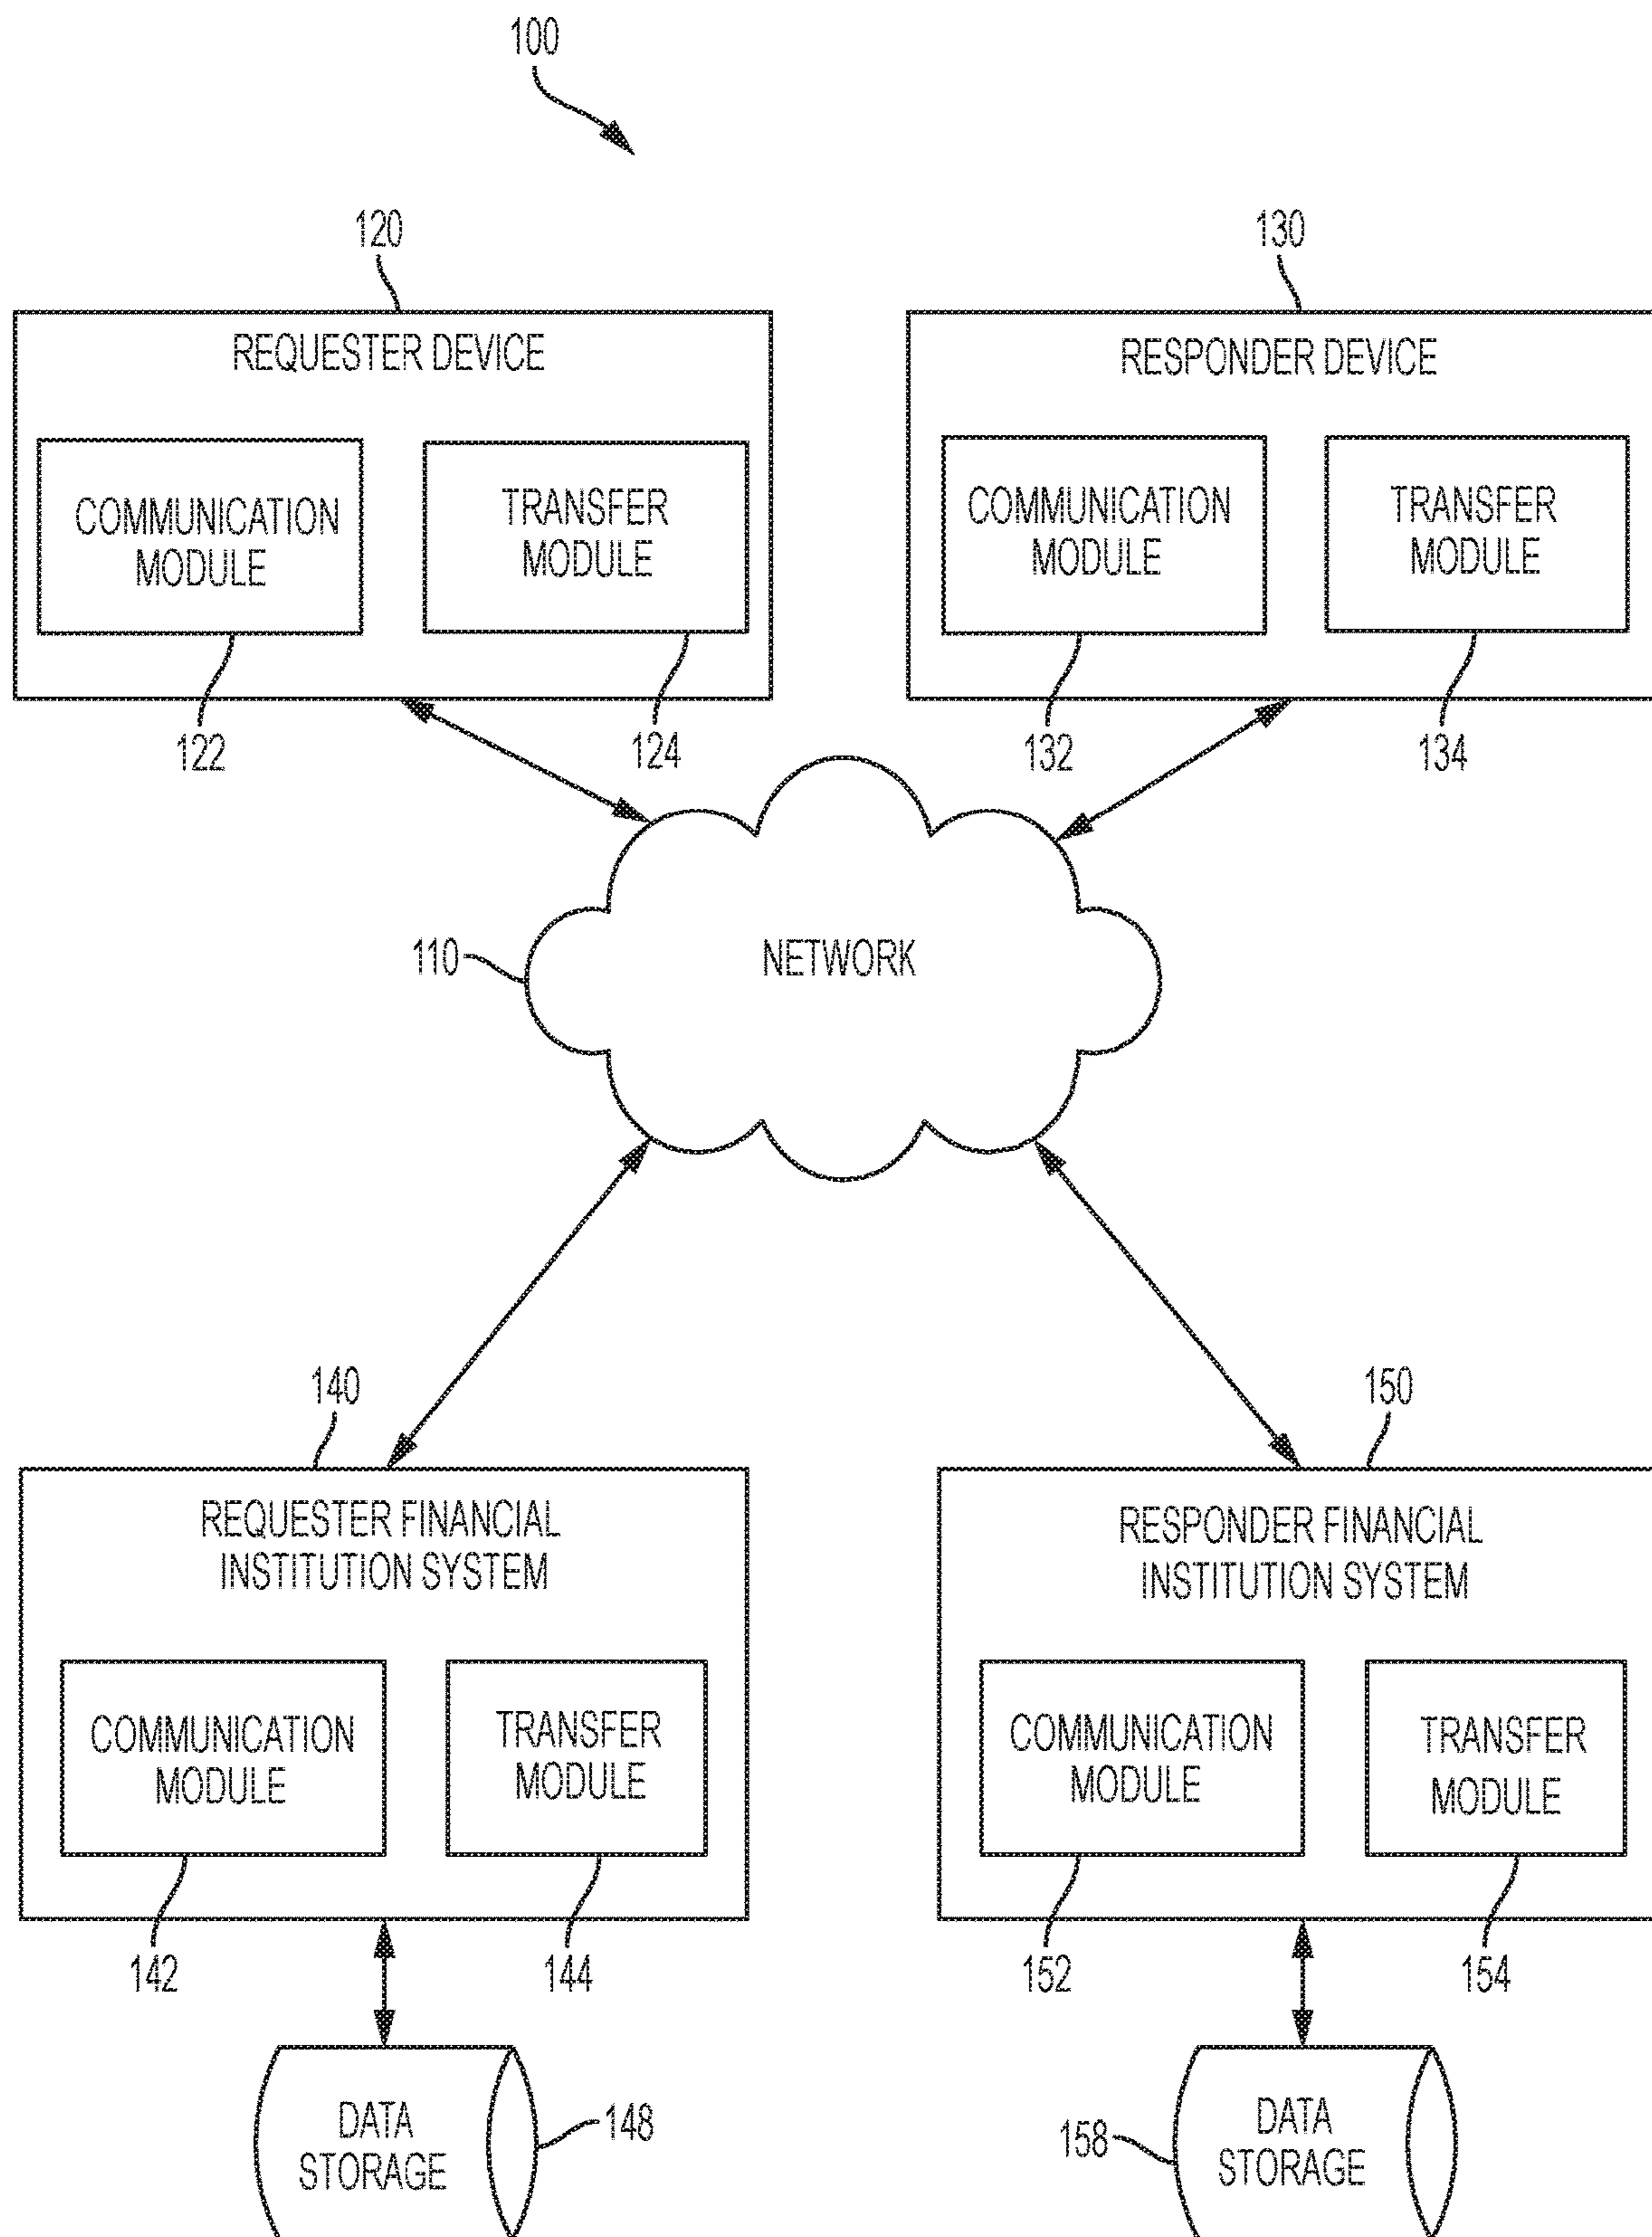 100
120
130
REQUESTER DEVICE
RESPONDER DEVICE
COMMUNICATION
MODULE
TRANSFER
MODULE
COMMUNICATION
MODULE
TRANSFER
MODULE
122
124
132
134
110
NETWORK
140
150
REQUESTER FINANCIAL
INSTITUTION SYSTEM
RESPONDER FINANCIAL
INSTITUTION SYSTEM
COMMUNICATION
MODULE
TRANSFER
MODULE
COMMUNICATION
MODULE
TRANSFER
MODULE
142
144
152
154
DATA
STORAGE
148
158
DATA
STORAGE